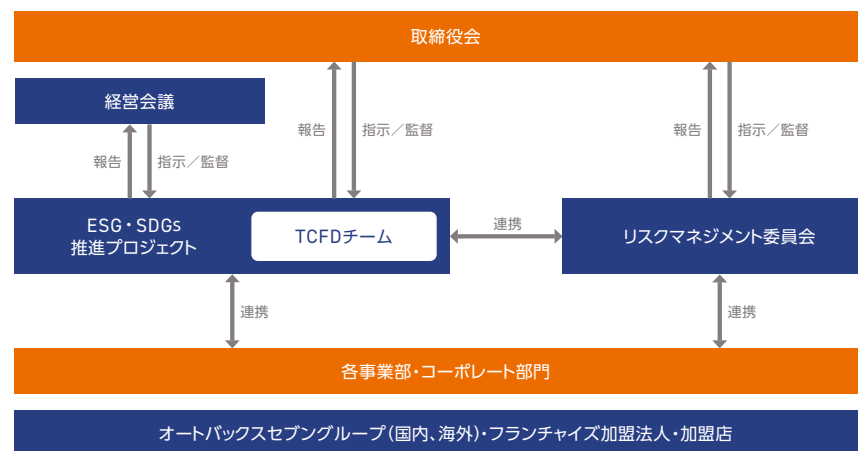 取締役会
経営会議
報告
指示／監督
報告
指示／監督
報告
指示／監督
ESG・SDGs
推進プロジェクト
TCFDチーム
連携
リスクマネジメント委員会
連携
連携
各事業部・コーポレート部門
オートバックスセブングループ（国内、海外）・フランチャイズ加盟法人・加盟店